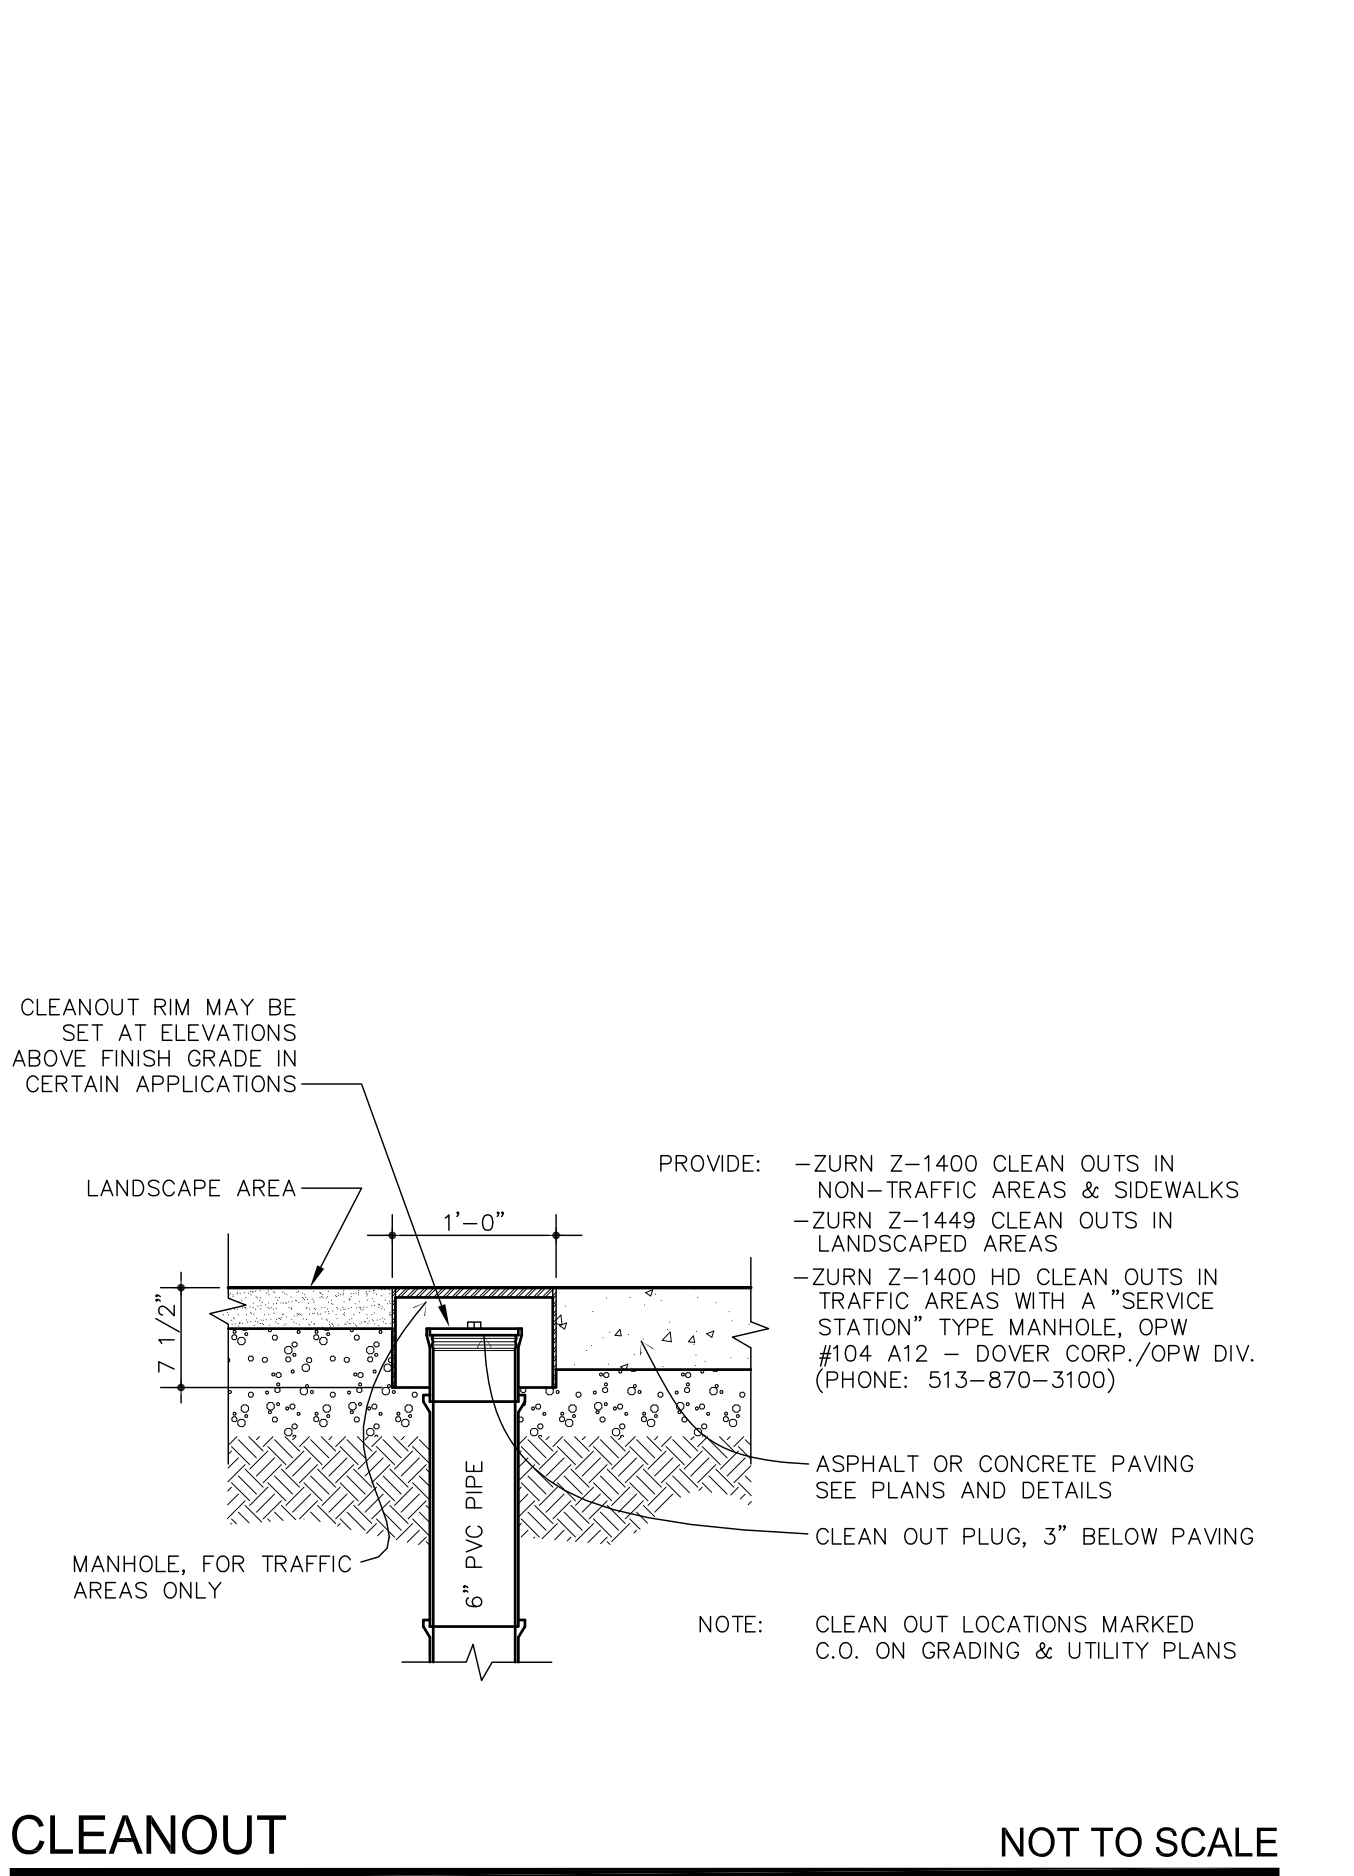 CLEANOUT RIM MAY BE
SET AT ELEVATIONS
ABOVE FINISH GRADE IN
CERTAIN APPLICATIONS
LANDSCAPE AREA
1'-0"
7 1/2"
PROVIDE: -ZURN Z-1400 CLEAN OUTS IN
NON-TRAFFIC AREAS & SIDEWALKS
-ZURN Z-1449 CLEAN OUTS IN
LANDSCAPED AREAS
-ZURN Z-1400 HD CLEAN OUTS IN
TRAFFIC AREAS WITH A "SERVICE
STATION" TYPE MANHOLE, OPW
#104 A12 - DOVER CORP./OPW DIV.
(PHONE: 513-870-3100)
ASPHALT OR CONCRETE PAVING
SEE PLANS AND DETAILS
CLEAN OUT PLUG, 3" BELOW PAVING
6" PVC PIPE
MANHOLE, FOR TRAFFIC
AREAS ONLY
NOTE: CLEAN OUT LOCATIONS MARKED
C.O. ON GRADING & UTILITY PLANS
CLEANOUT
NOT TO SCALE